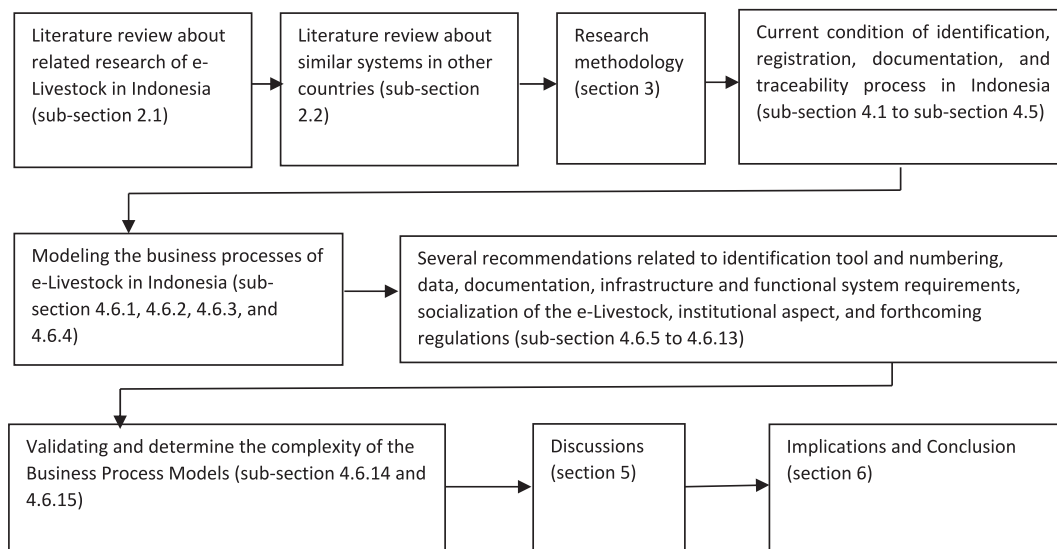 Literature review about
related research of e-
Livestock in Indonesia
(sub-section 2.1)
Literature review about
similar systems in other
countries (sub-section
2.2)
Research
methodology
(section 3)
Current condition of identification,
registration, documentation, and
traceability process in Indonesia
(sub-section 4.1 to sub-section 4.5)
Modeling the business processes of
e-Livestock in Indonesia (sub-
section 4.6.1, 4.6.2, 4.6.3, and
4.6.4)
Several recommendations related to identification tool and numbering,
data, documentation, infrastructure and functional system requirements,
socialization of the e-Livestock, institutional aspect, and forthcoming
regulations (sub-section 4.6.5 to 4.6.13)
Validating and determine the complexity of the
Business Process Models (sub-section 4.6.14 and
4.6.15)
Discussions
(section 5)
Implications and Conclusion
(section 6)